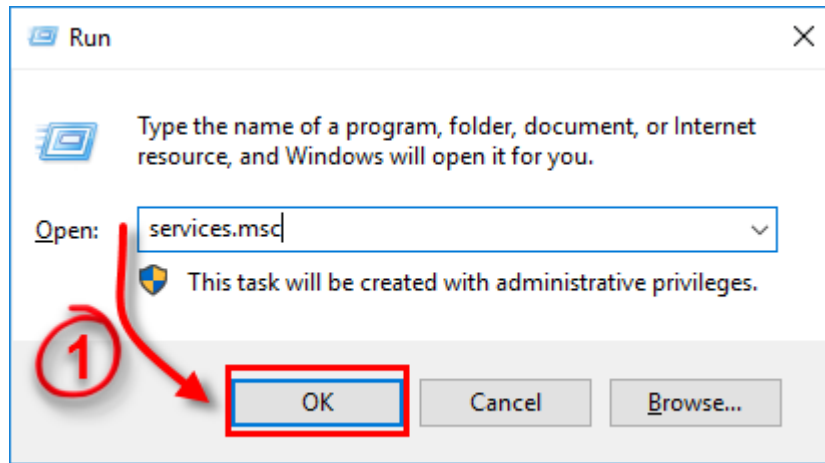 Run
Type the name of a program, folder, document, or Internet
resource, and Windows will open it for you.
Open: services.msc
This task will be created with administrative privileges.
1
OK Cancel Browse...